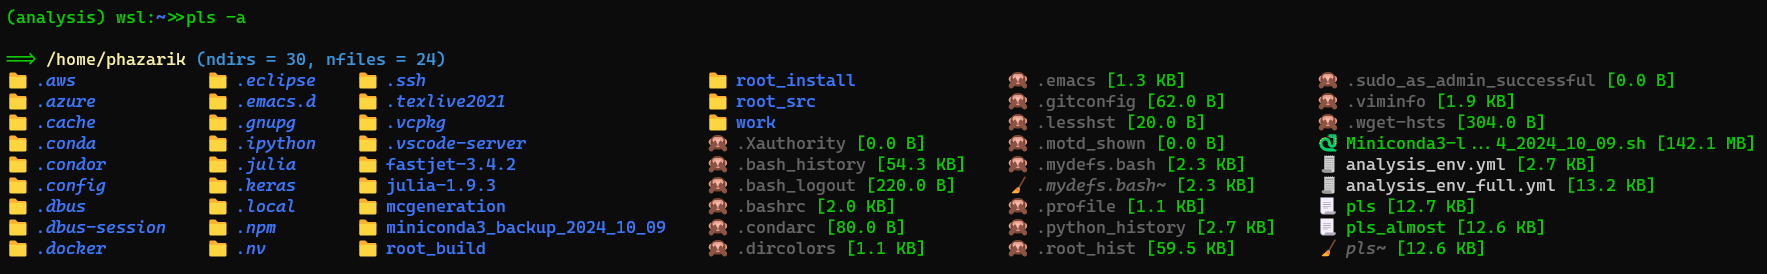 (analysis) wsl:~>>pls -a
==> /home/phazarik (ndirs = 30, nfiles = 24)
.aws .eclipse .ssh root_install .emacs [1.3 KB] .sudo_as_admin_successful [0.0 B]
.azure .emacs.d .texlive2021 root_src .gitconfig [62.0 B] .viminfo [1.9 KB]
.cache .gnupg .vcpkg work .lesshst [20.0 B] .wget-hsts [304.0 B]
.conda .ipython .vscode-server .Xauthority [0.0 B] .motd_shown [0.0 B] Miniconda3-l...4_2024_10_09.sh [142.1 MB]
.condor .julia fastjet-3.4.2 .bash_history [54.3 KB] .mydefs.bash [2.3 KB] analysis_env.yml [2.7 KB]
.config .keras julia-1.9.3 .bash_logout [220.0 B] .mydefs.bash~ [2.3 KB] analysis_env_full.yml [13.2 KB]
.dbus .local mcgeneration .bashrc [2.0 KB] .profile [1.1 KB] pls [12.7 KB]
.dbus-session .npm miniconda3_backup_2024_10_09 .condarc [80.0 B] .python_history [2.7 KB] pls_almost [12.6 KB]
.docker .nv root_build .dircolors [1.1 KB] .root_hist [59.5 KB] pls~ [12.6 KB]